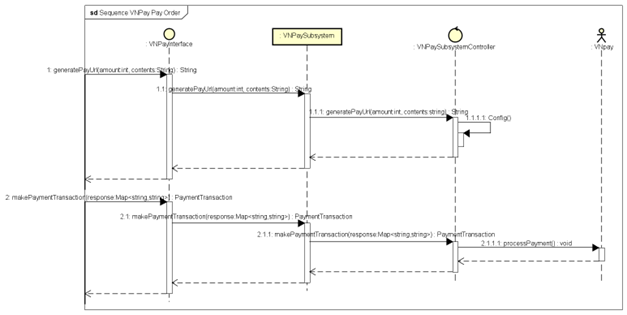 sd Sequence VNPay Pay Order
: VNPayInterface
: VNPaySubsystem
: VNPaySubsystemController
: VNpay
1: generatePayUrl(amount:int, contents:String) : String
1.1: generatePayUrl(amount:int, contents:String) : String
1.1.1: generatePayUrl(amount:int, contents:string) : String
1.1.1.1: Config()
2: makePaymentTransaction(response:Map<string,string>) : PaymentTransaction
2.1: makePaymentTransaction(response:Map<string,string>) : PaymentTransaction
2.1.1: makePaymentTransaction(response:Map<string,string>) : PaymentTransaction
2.1.1.1: processPayment() : void